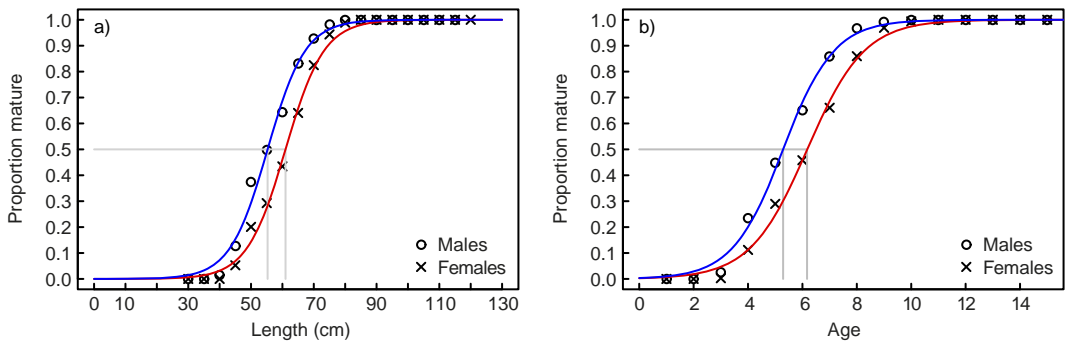 a)
Proportion mature
1.0
0.9
0.8
0.7
0.6
0.5
0.4
0.3
0.2
0.1
0.0
Males
Females
0 10 30 50 70 90 110 130
Length (cm)
b)
Proportion mature
1.0
0.9
0.8
0.7
0.6
0.5
0.4
0.3
0.2
0.1
0.0
Males
Females
0 2 4 6 8 10 12 14
Age